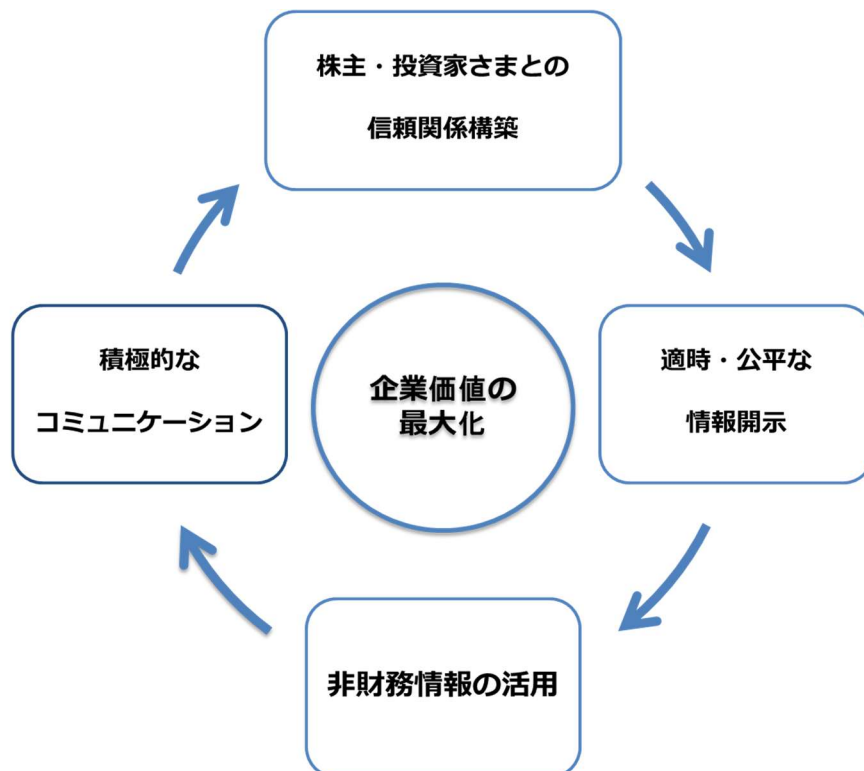 株主・投資家さまとの
信頼関係構築
積極的な
コミュニケーション
企業価値の
最大化
適時・公平な
情報開示
非財務情報の活用